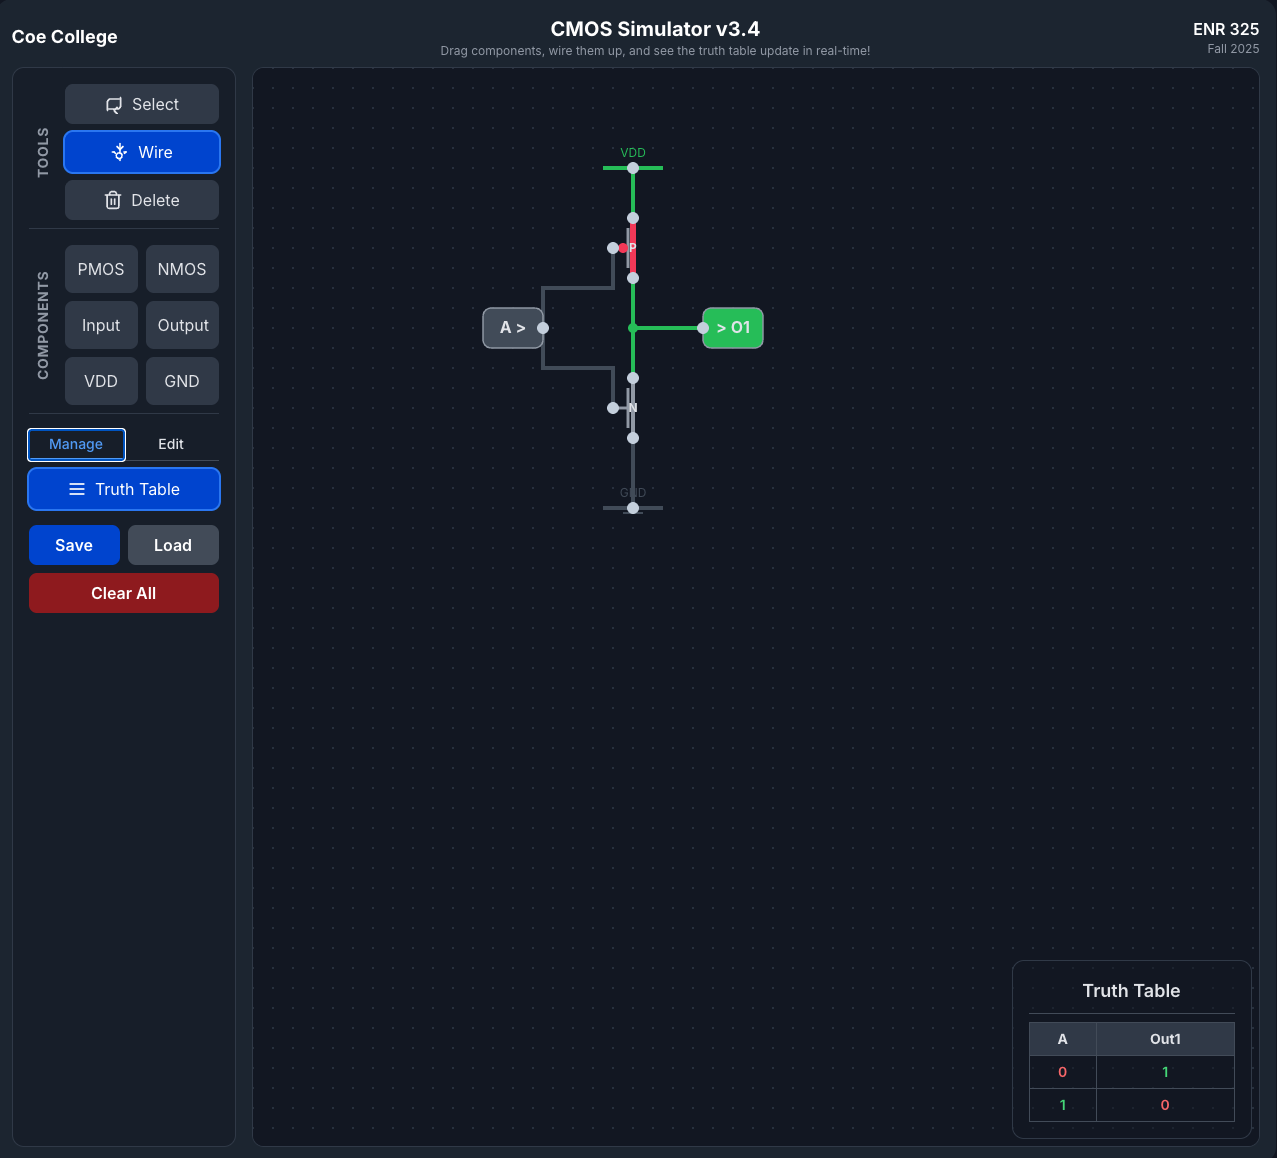 Coe College
CMOS Simulator v3.4
Drag components, wire them up, and see the truth table update in real-time!
ENR 325
Fall 2025
TOOLS
Select
Wire
Delete
COMPONENTS
PMOS NMOS
Input Output
VDD GND
Manage Edit
Truth Table
Save Load
Clear All
VDD
P
A > > O1
N
GND
Truth Table
A Out1
0 1
1 0